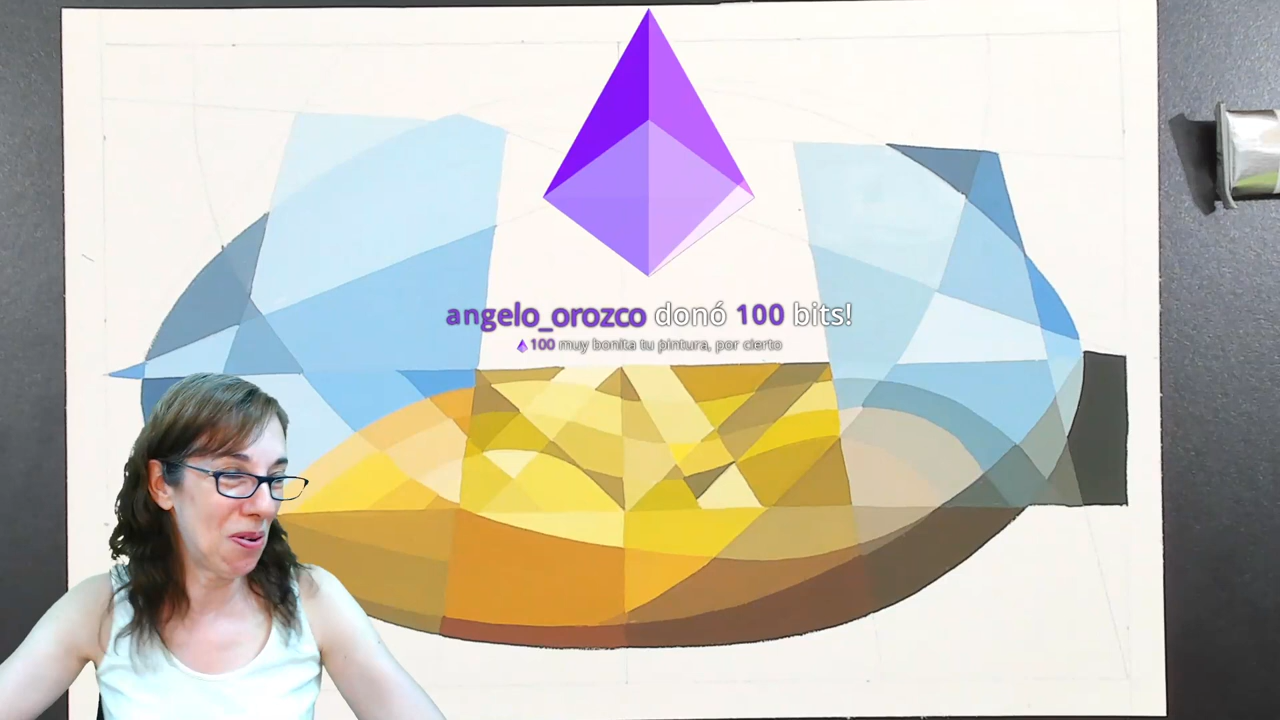 angelo_orozco donó 100 bits!
100 muy bonita tu pintura, por cierto